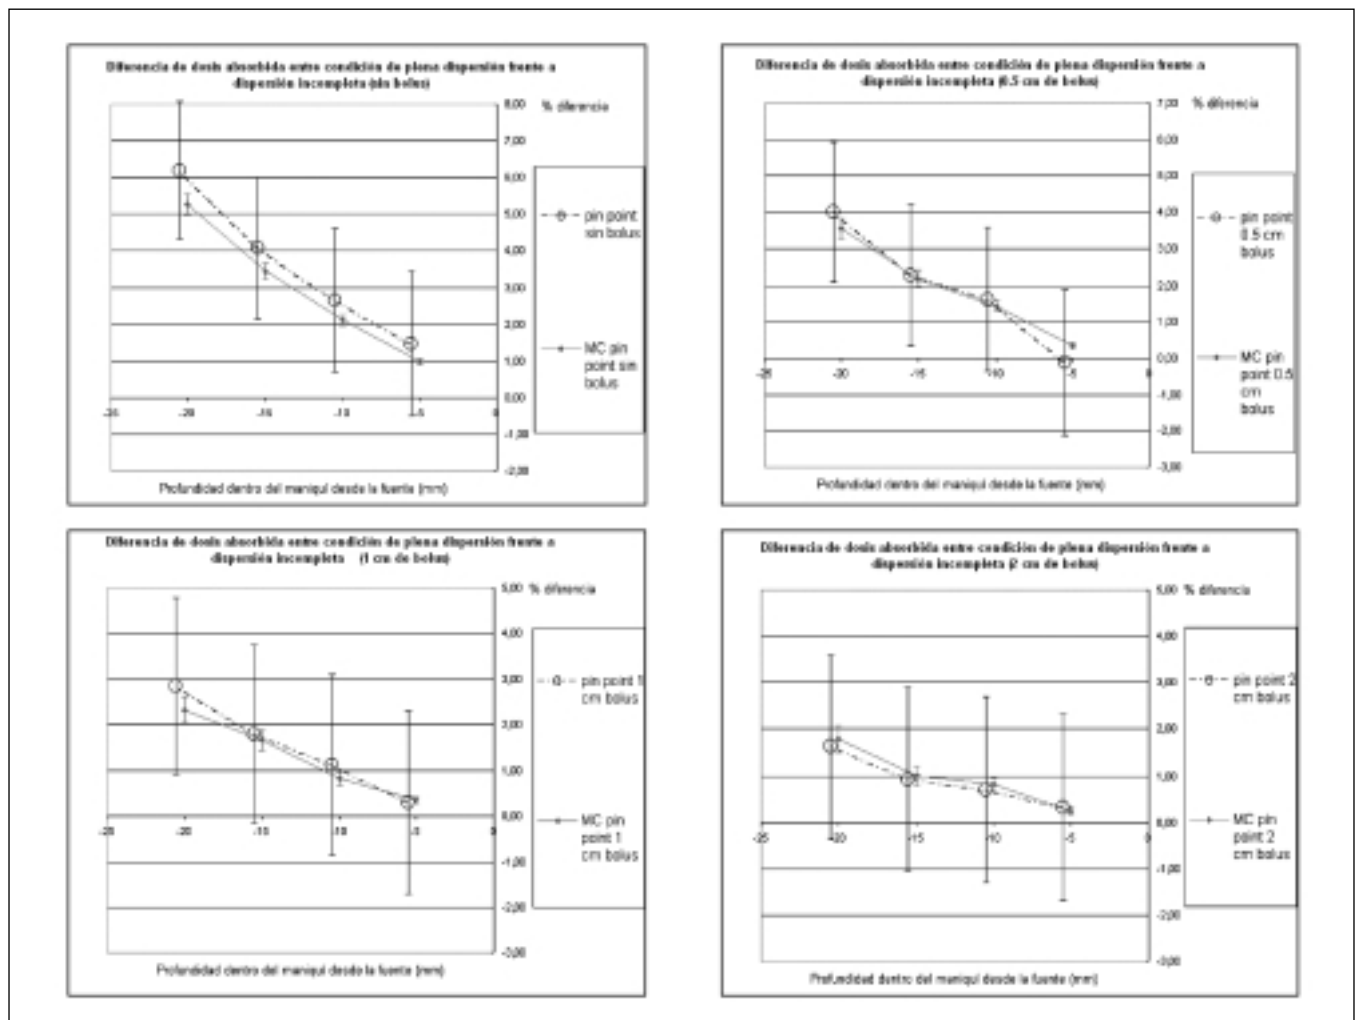 Diferencia de dosis absorbida entre condición de plena dispersión frente a
dispersión incompleta (sin bolus)
8,00
% diferencia
7,00
6,00
5,00
4,00
3,00
2,00
1,00
0,00
-1,00
-2,00
-25 -20 -15 -10 -5 0
pin point
sin bolus
MC pin
point sin
bolus
Profundidad dentro del maniquí desde la fuente (mm)
Diferencia de dosis absorbida entre condición de plena dispersión frente a
dispersión incompleta (0.5 cm de bolus)
7,00
% diferencia
6,00
5,00
4,00
3,00
2,00
1,00
0,00
-1,00
-2,00
-3,00
-25 -20 -15 -10 -5 0
pin point
0.5 cm
bolus
MC pin
point 0.5
cm
bolus
Profundidad dentro del maniquí desde la fuente (mm)
Diferencia de dosis absorbida entre condición de plena dispersión frente a
dispersión incompleta (1 cm de bolus)
5,00
% diferencia
4,00
3,00
2,00
1,00
0,00
-1,00
-2,00
-3,00
-25 -20 -15 -10 -5 0
pin point 1
cm bolus
MC pin
point 1
cm bolus
Profundidad dentro del maniquí desde la fuente (mm)
Diferencia de dosis absorbida entre condición de plena dispersión frente a
dispersión incompleta (2 cm de bolus)
5,00
% diferencia
4,00
3,00
2,00
1,00
0,00
-1,00
-2,00
-3,00
-25 -20 -15 -10 -5 0
pin point 2
cm bolus
MC pin
point 2
cm bolus
Profundidad dentro del maniquí desde la fuente (mm)